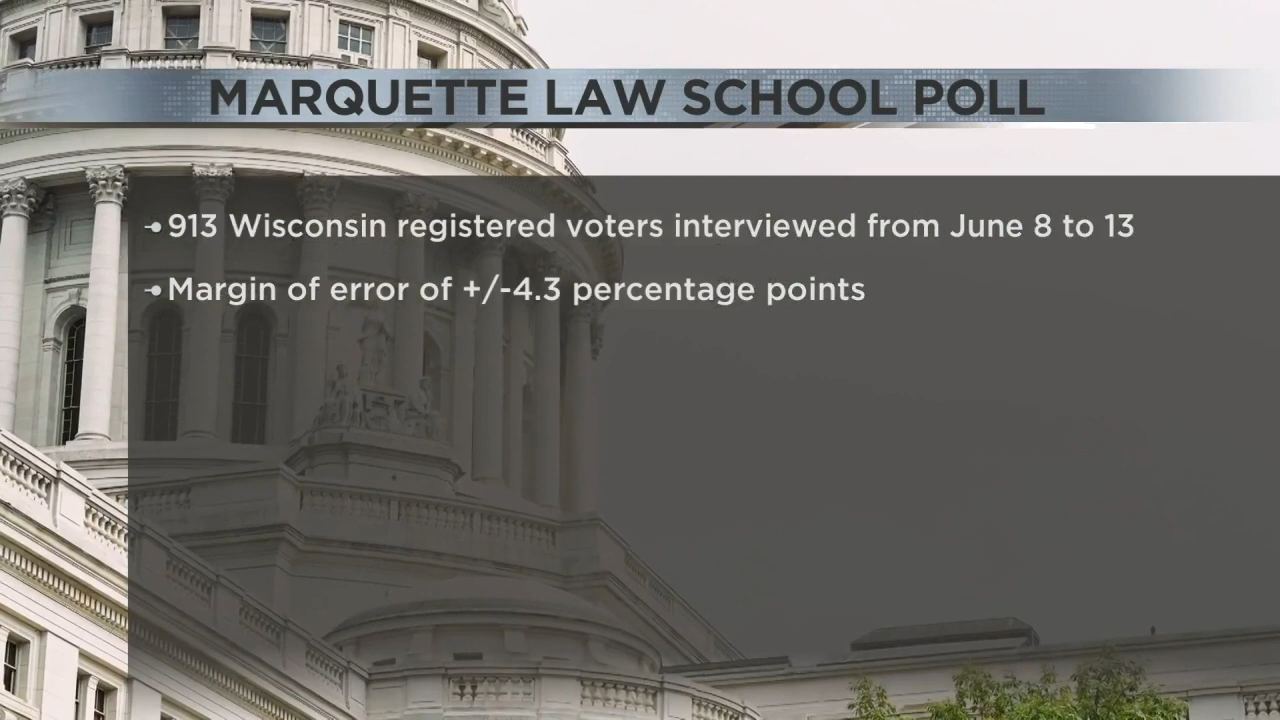 MARQUETTE LAW SCHOOL POLL
913 Wisconsin registered voters interviewed from June 8 to 13
Margin of error of +/-4.3 percentage points